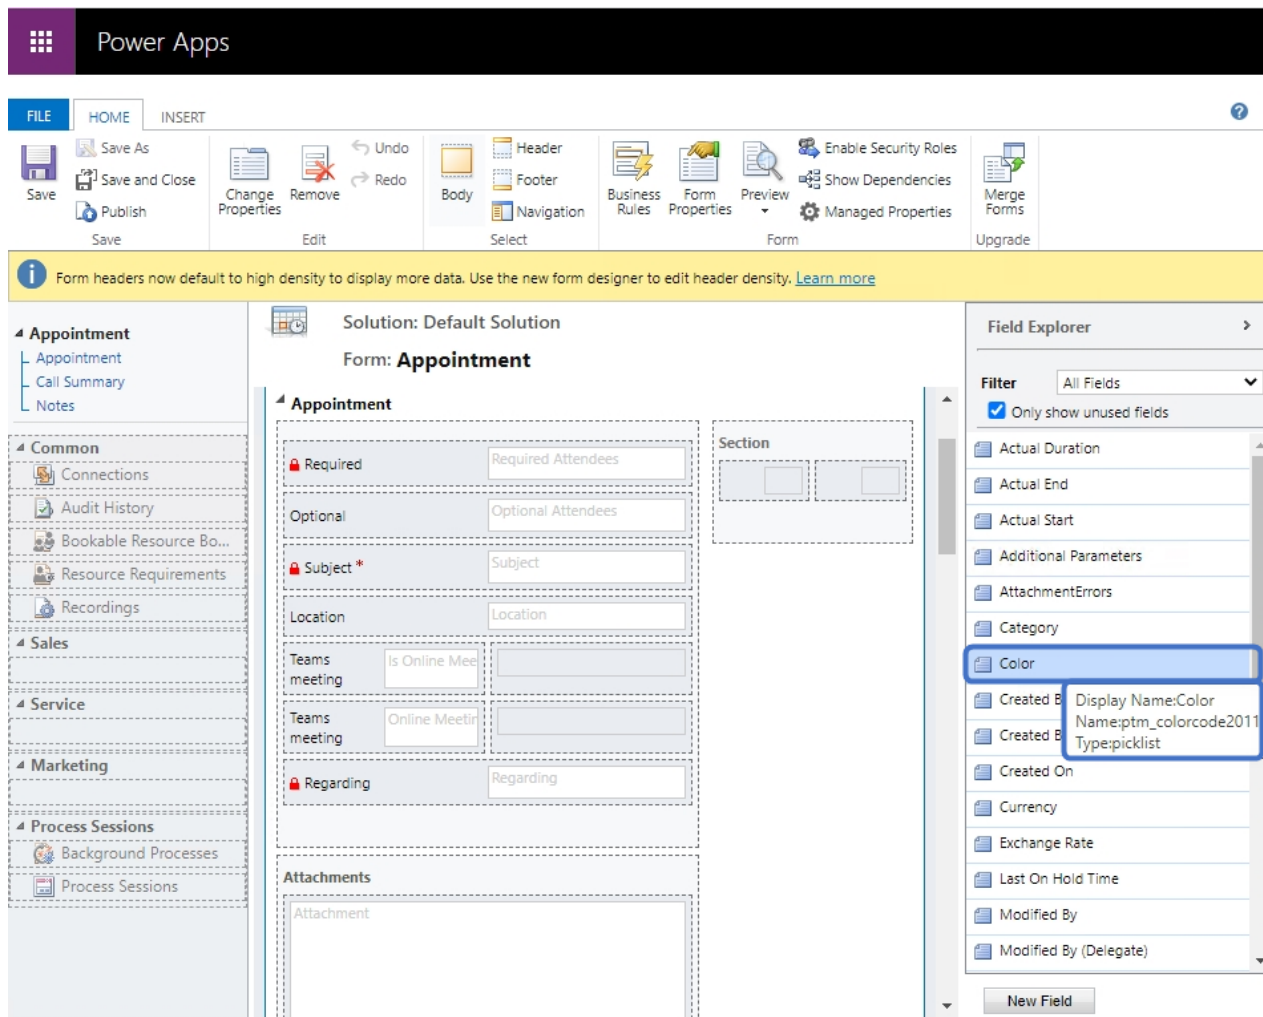 Power Apps
FILE HOME INSERT
Save
Save As
Save and Close
Publish
Save
Change Properties
Remove
Undo
Redo
Edit
Body
Header
Footer
Navigation
Select
Business Rules
Form Properties
Preview
Enable Security Roles
Show Dependencies
Managed Properties
Form
Merge Forms
Upgrade
Form headers now default to high density to display more data. Use the new form designer to edit header density. Learn more
Appointment
Appointment
Call Summary
Notes
Common
Connections
Audit History
Bookable Resource Bo...
Resource Requirements
Recordings
Sales
Service
Marketing
Process Sessions
Background Processes
Process Sessions
Solution: Default Solution
Form: Appointment
Appointment
Required Required Attendees
Optional Optional Attendees
Subject * Subject
Location Location
Teams meeting Is Online Mee
Teams meeting Online Meetin
Regarding Regarding
Attachments
Attachment
Section
Field Explorer
Filter All Fields
Only show unused fields
Actual Duration
Actual End
Actual Start
Additional Parameters
AttachmentErrors
Category
Color
Created B
Created B
Display Name:Color
Name:ptm_colorcode2011
Type:picklist
Created On
Currency
Exchange Rate
Last On Hold Time
Modified By
Modified By (Delegate)
New Field